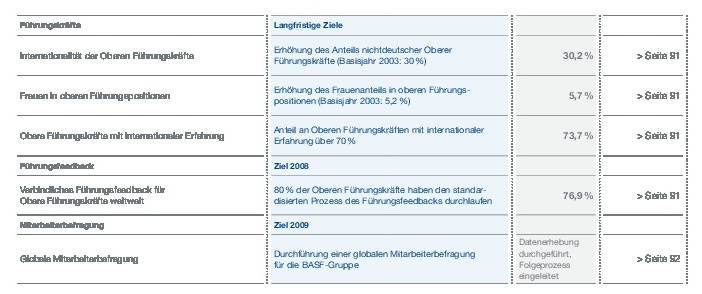 Führungskräfte
Langfristige Ziele
Internationalität der Oberen Führungskräfte
Erhöhung des Anteils nichtdeutscher Oberer
Führungskräfte (Basisjahr 2003: 30 %)
30,2 %
> Seite 91
Frauen in oberen Führungspositionen
Erhöhung des Frauenanteils in oberen Führungs-
positionen (Basisjahr 2003: 5,2 %)
5,7 %
> Seite 91
Obere Führungskräfte mit internationaler Erfahrung
Anteil an Oberen Führungskräften mit internationaler
Erfahrung über 70 %
73,7 %
> Seite 91
Führungsfeedback
Ziel 2008
Verbindliches Führungsfeedback für
Obere Führungskräfte weltweit
80 % der Oberen Führungskräfte haben den standar-
disierten Prozess des Führungsfeedbacks durchlaufen
76,9 %
> Seite 91
Mitarbeiterbefragung
Ziel 2009
Globale Mitarbeiterbefragung
Durchführung einer globalen Mitarbeiterbefragung
für die BASF-Gruppe
Datenerhebung
durchgeführt,
Folgeprozess
eingeleitet
> Seite 92